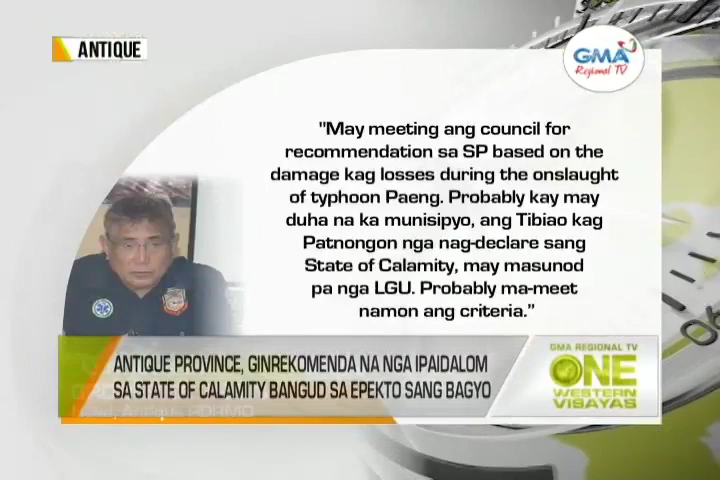 ANTIQUE
GMA
Regional TV
"May meeting ang council for
recommendation sa SP based on the
damage kag losses during the onslaught
of typhoon Paeng. Probably kay may
duha na ka munisipyo, ang Tibiao kag
Patnongon nga nag-declare sang
State of Calamity, may masunod
pa nga LGU. Probably ma-meet
namon ang criteria."
ANTIQUE PROVINCE, GINREKOMENDA NA NGA IPAIDALOM
SA STATE OF CALAMITY BANGUD SA EPEKTO SANG BAGYO
Antique PDRRMO
GMA REGIONAL TV
ONE
WESTERN
VISAYAS